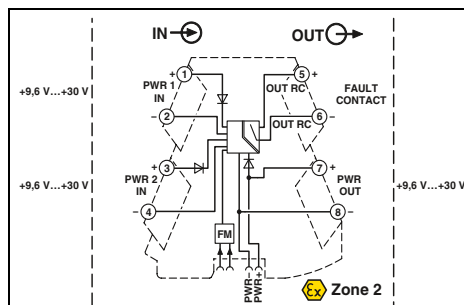 IN
OUT
1
+
PWR 1
IN
5
+
OUT RC
FAULT
CONTACT
+9,6 V...+30 V
2
–
OUT RC
6
–
3
+
PWR 2
IN
7
+
PWR
OUT
+9,6 V...+30 V
+9,6 V...+30 V
4
–
8
–
FM
PWR–
PWR+
Ex
Zone 2